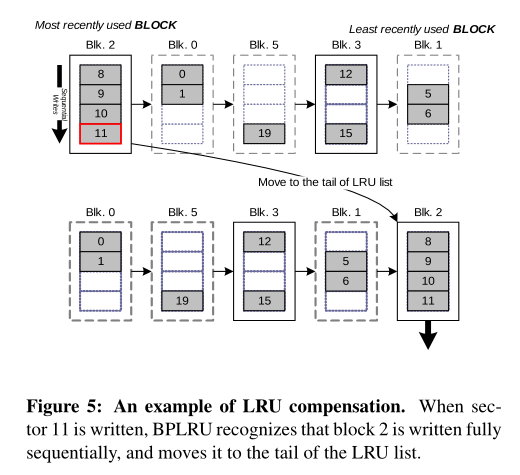 Most recently used BLOCK
Least recently used BLOCK
Blk. 2 Blk. 0 Blk. 5 Blk. 3 Blk. 1
8 0 12
9 1 5
10 6
11 19 15
Sequential
Writes
Move to the tail of LRU list
Blk. 0 Blk. 5 Blk. 3 Blk. 1 Blk. 2
0 12 8
1 5 9
6 10
19 15 11
Figure 5: An example of LRU compensation. When sec-
tor 11 is written, BPLRU recognizes that block 2 is written fully
sequentially, and moves it to the tail of the LRU list.